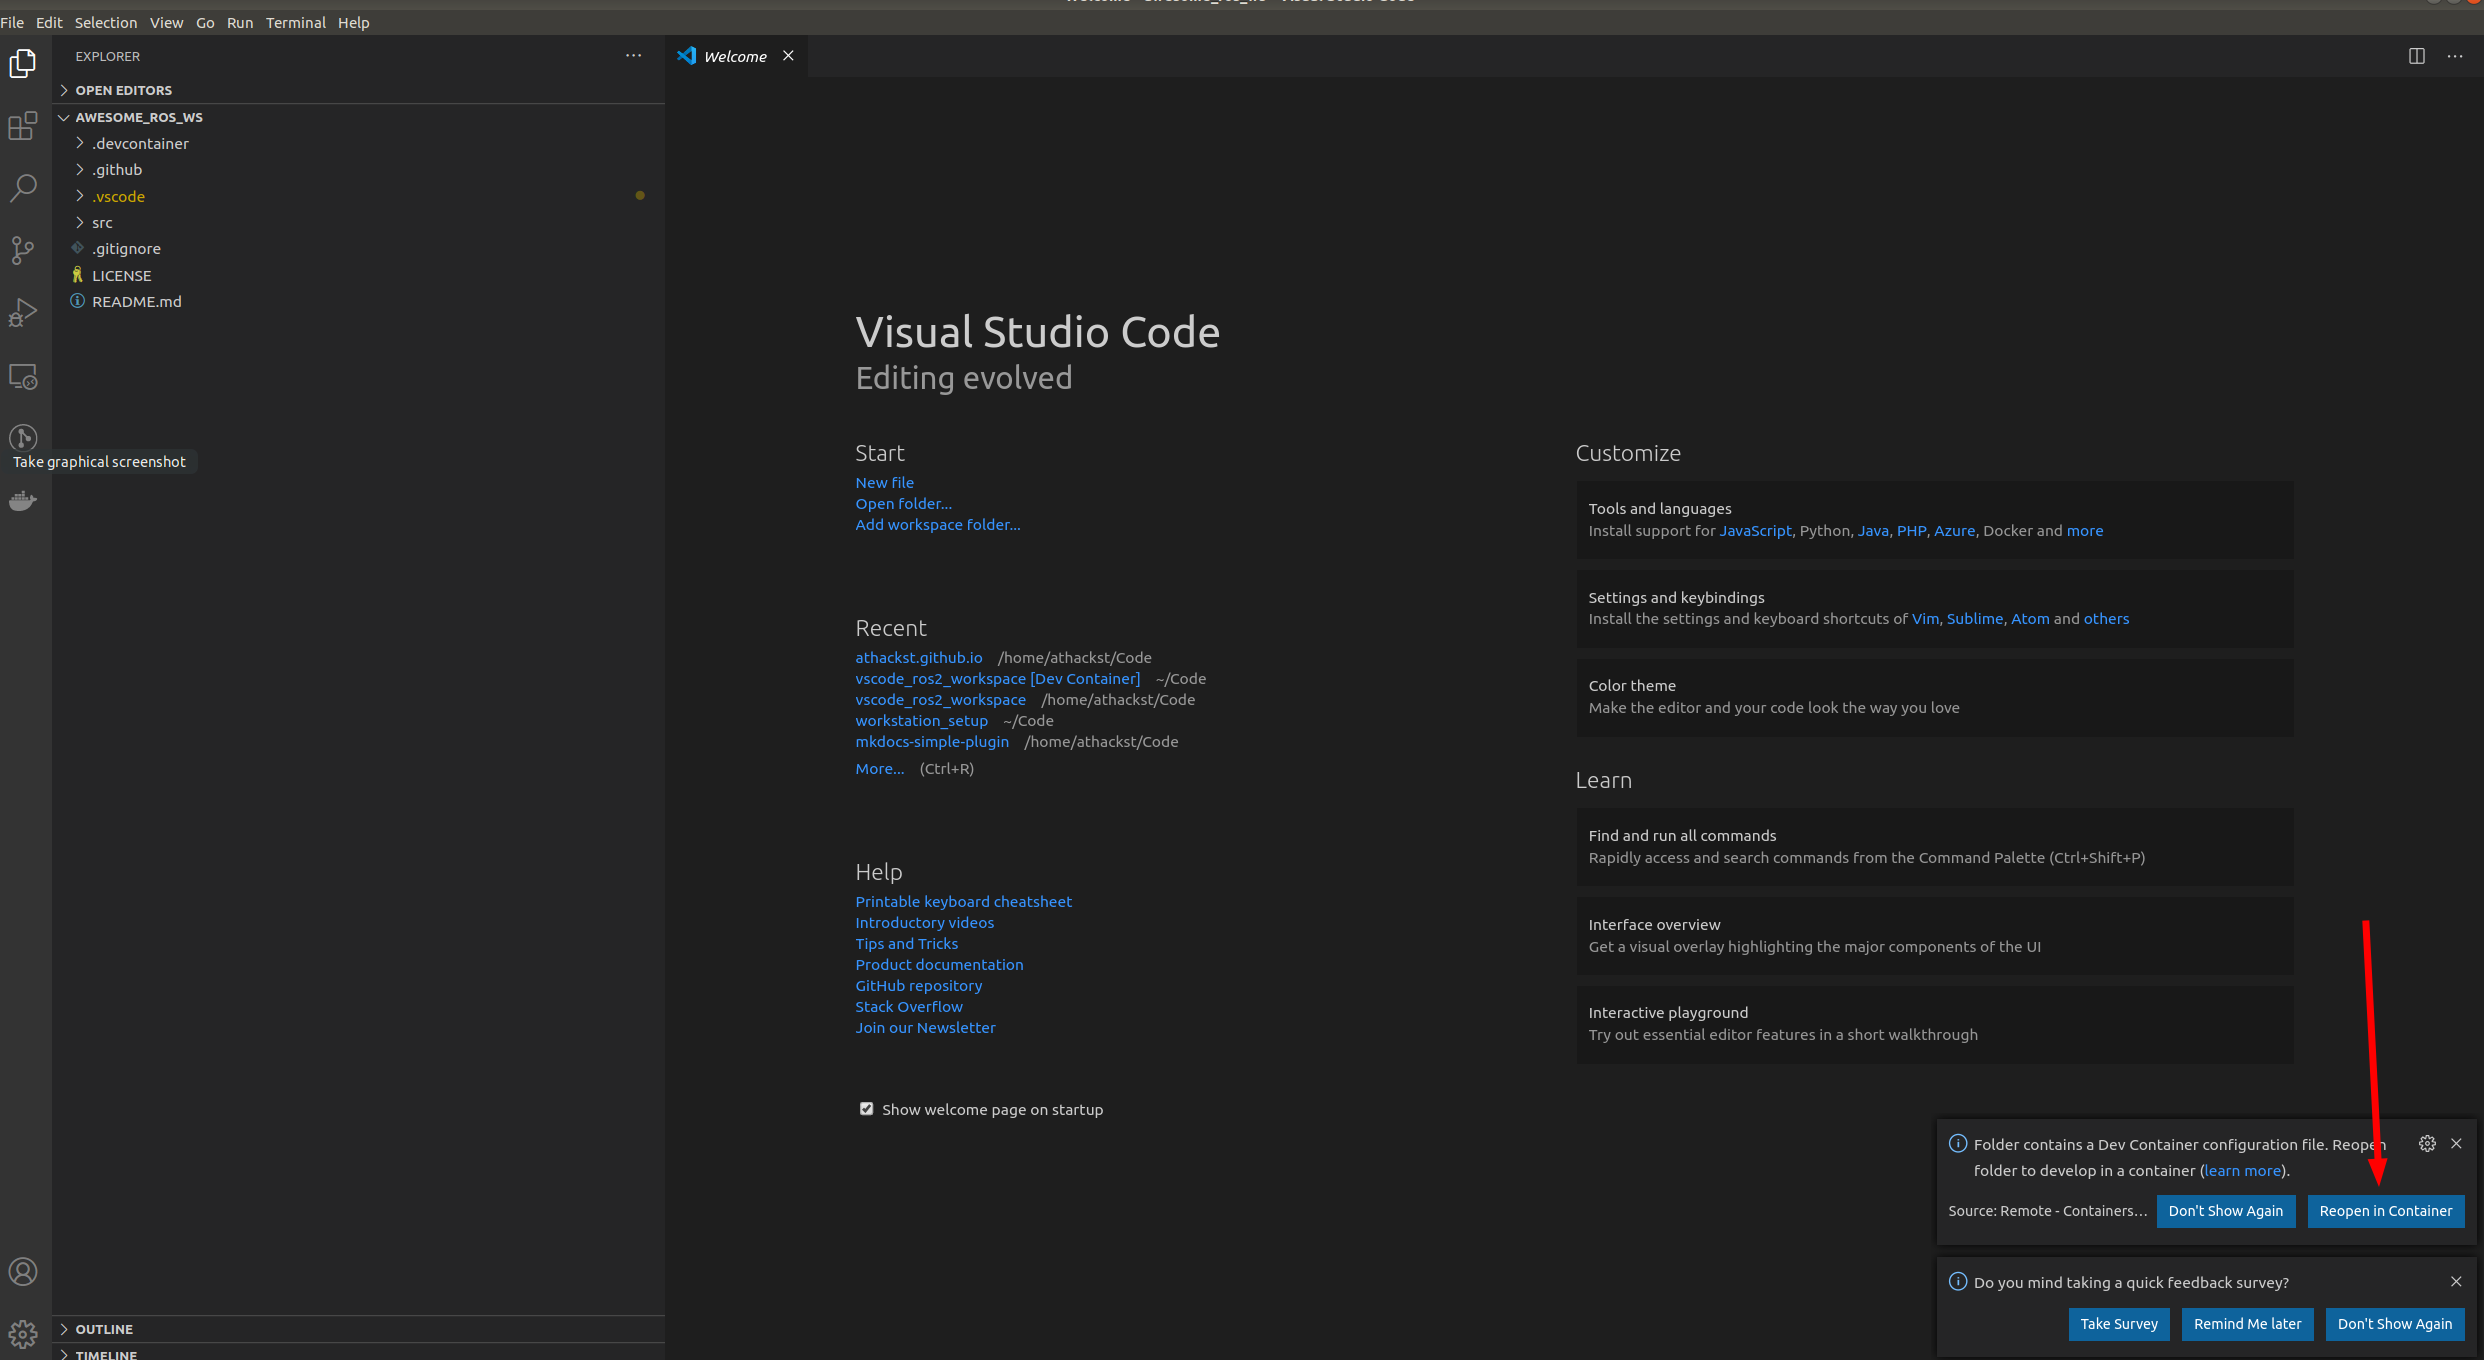 File Edit Selection View Go Run Terminal Help
EXPLORER
OPEN EDITORS
AWESOME_ROS_WS
.devcontainer
.github
.vscode
src
.gitignore
LICENSE
README.md
Take graphical screenshot
OUTLINE
TIMELINE
Welcome
Visual Studio Code
Editing evolved
Start
New file
Open folder...
Add workspace folder...
Recent
athackst.github.io /home/athackst/Code
vscode_ros2_workspace [Dev Container] ~/Code
vscode_ros2_workspace /home/athackst/Code
workstation_setup ~/Code
mkdocs-simple-plugin /home/athackst/Code
More... (Ctrl+R)
Help
Printable keyboard cheatsheet
Introductory videos
Tips and Tricks
Product documentation
GitHub repository
Stack Overflow
Join our Newsletter
Show welcome page on startup
Customize
Tools and languages
Install support for JavaScript, Python, Java, PHP, Azure, Docker and more
Settings and keybindings
Install the settings and keyboard shortcuts of Vim, Sublime, Atom and others
Color theme
Make the editor and your code look the way you love
Learn
Find and run all commands
Rapidly access and search commands from the Command Palette (Ctrl+Shift+P)
Interface overview
Get a visual overlay highlighting the major components of the UI
Interactive playground
Try out essential editor features in a short walkthrough
Folder contains a Dev Container configuration file. Reopen
folder to develop in a container (learn more).
Source: Remote - Containers... Don't Show Again Reopen in Container
Do you mind taking a quick feedback survey?
Take Survey Remind Me later Don't Show Again